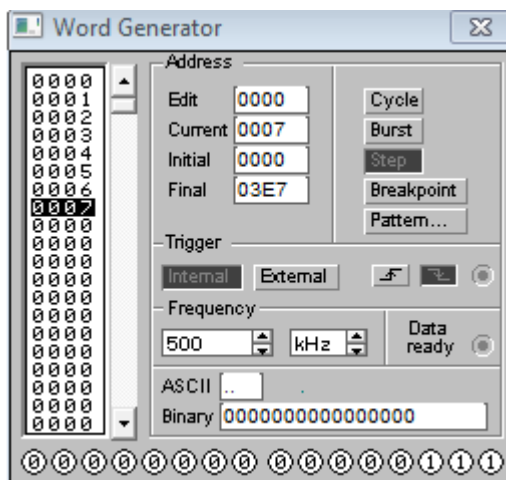 Word Generator
0000
0001
0002
0003
0004
0005
0006
0007
0000
0000
0000
0000
0000
0000
0000
0000
0000
0000
0000
0000
Address
Edit 0000
Current 0007
Initial 0000
Final 03E7
Cycle
Burst
Step
Breakpoint
Pattern...
Trigger
Internal External
Frequency
500 kHz
Data
ready
ASCII ..
Binary 0000000000000000
0 0 0 0 0 0 0 0 0 0 0 0 0 1 1 1